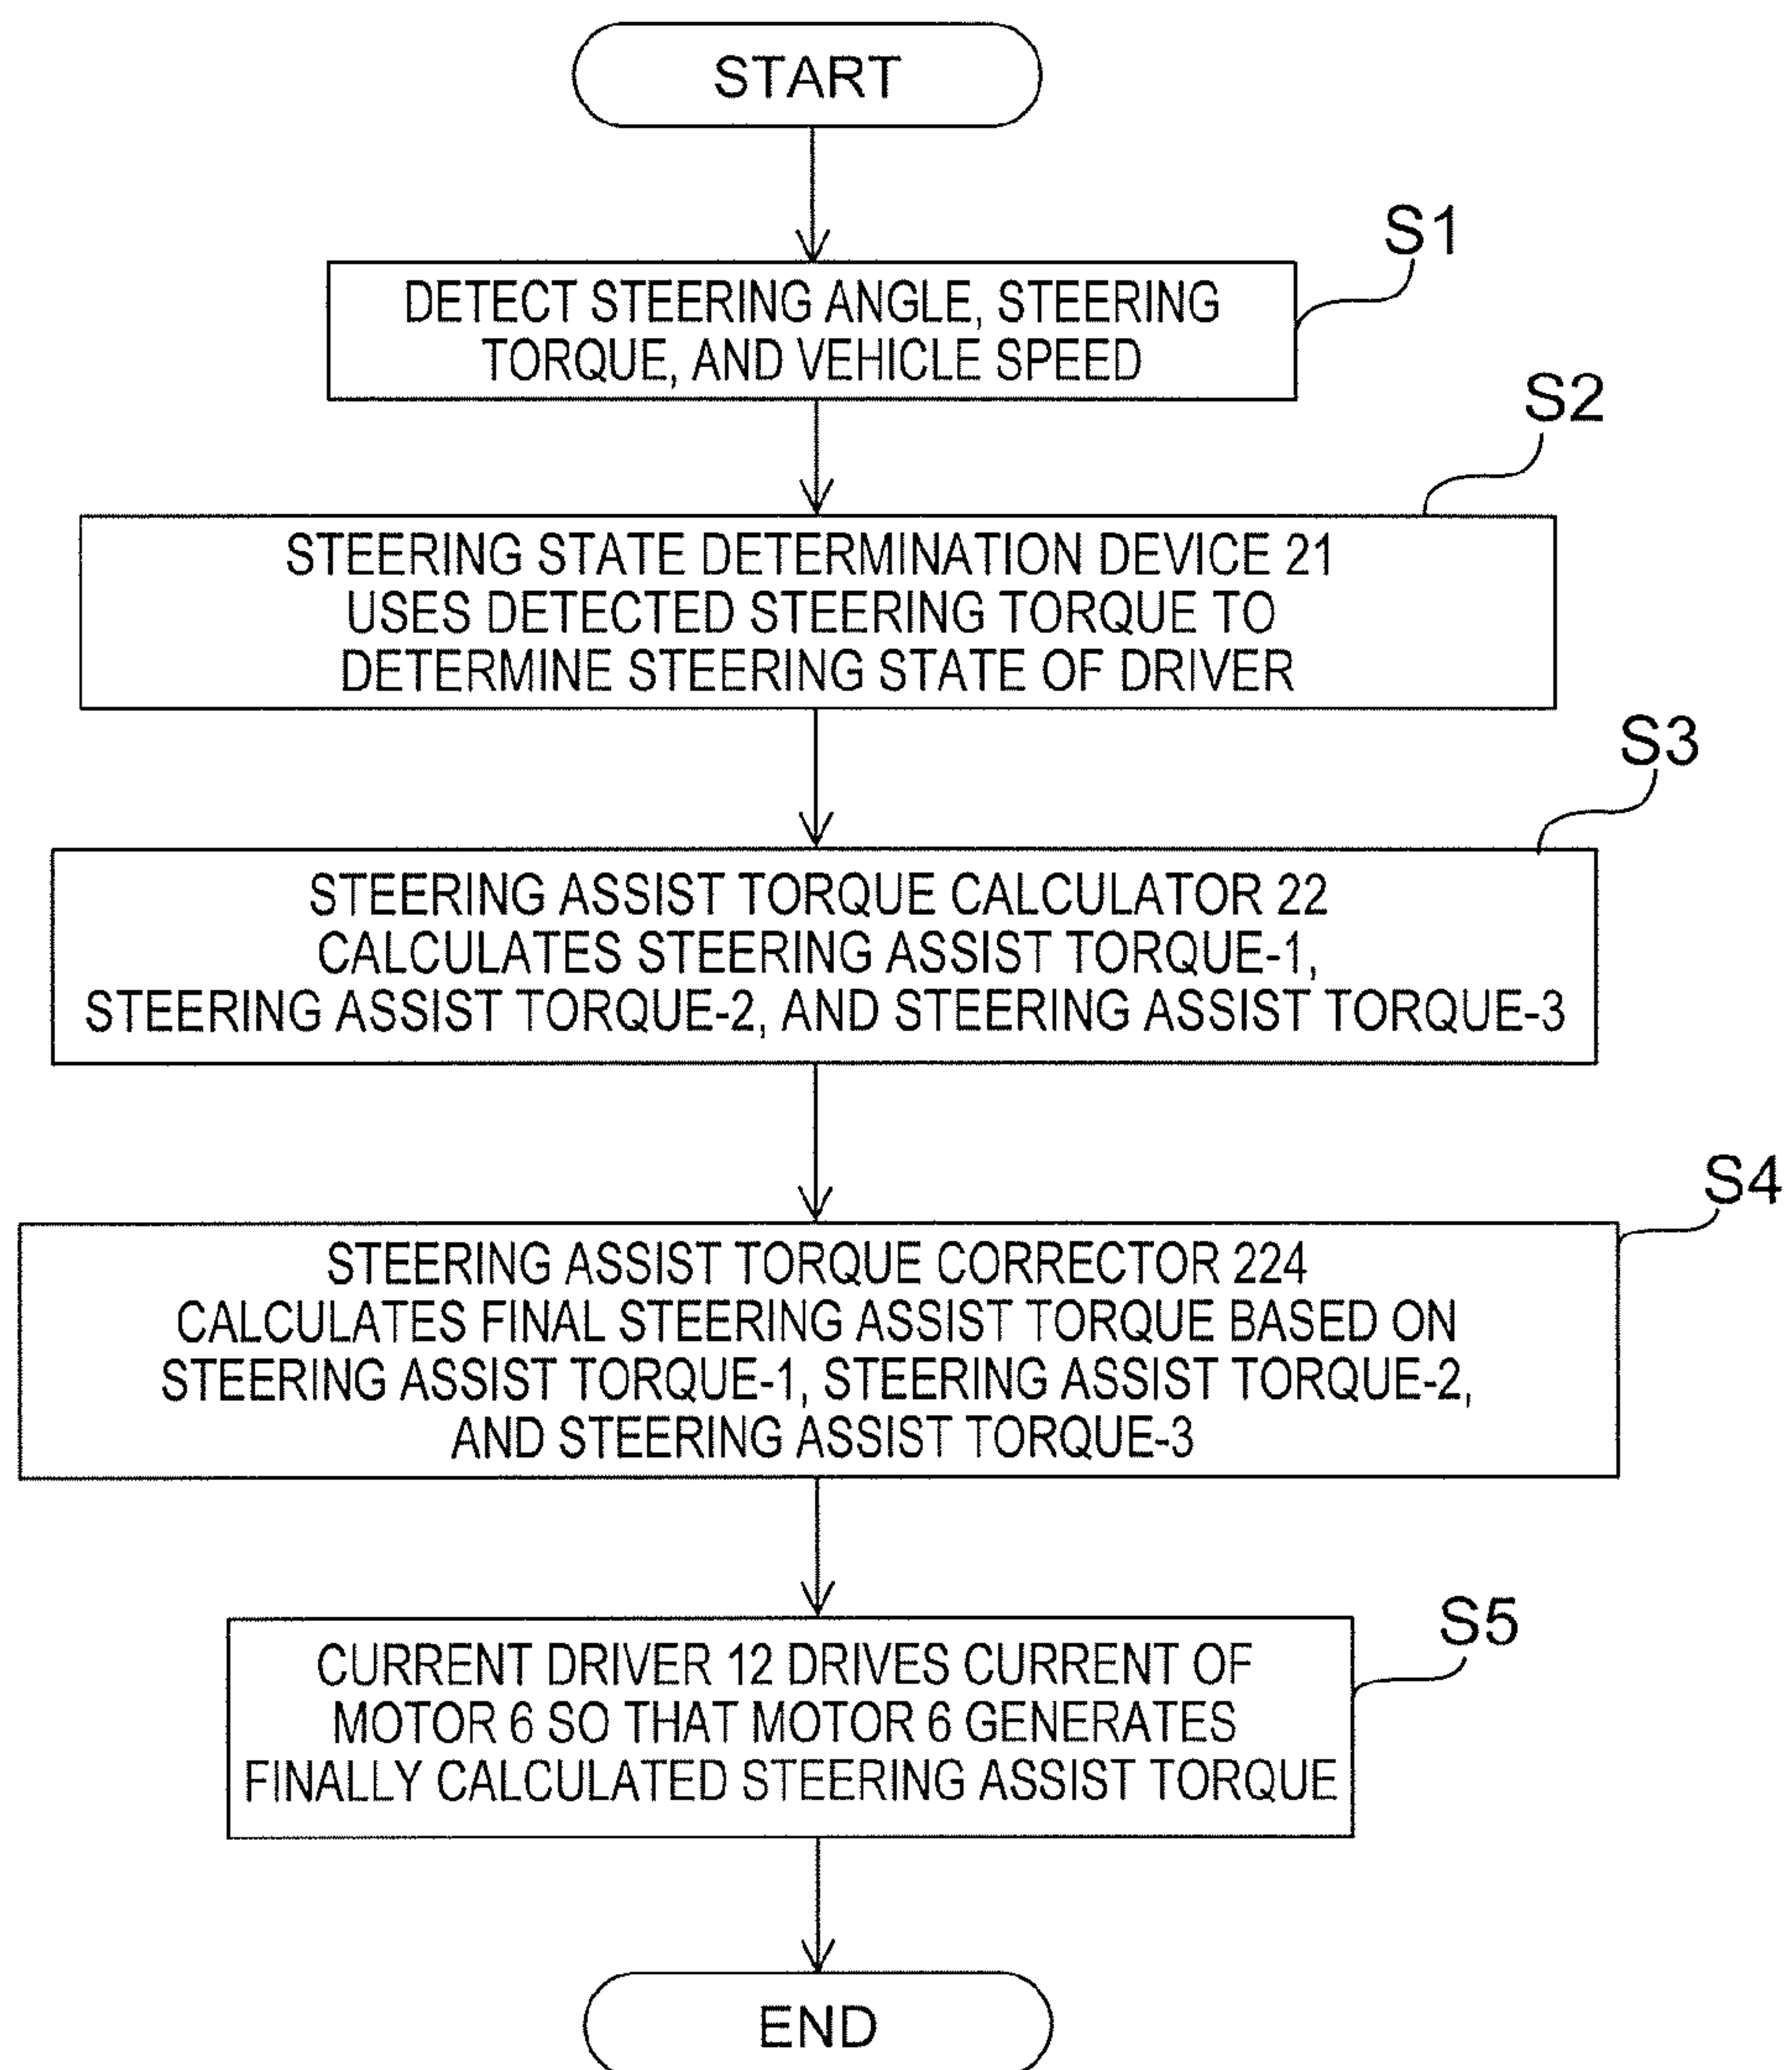 START
S1
DETECT STEERING ANGLE, STEERING
TORQUE, AND VEHICLE SPEED
S2
STEERING STATE DETERMINATION DEVICE 21
USES DETECTED STEERING TORQUE TO
DETERMINE STEERING STATE OF DRIVER
S3
STEERING ASSIST TORQUE CALCULATOR 22
CALCULATES STEERING ASSIST TORQUE-1,
STEERING ASSIST TORQUE-2, AND STEERING ASSIST TORQUE-3
S4
STEERING ASSIST TORQUE CORRECTOR 224
CALCULATES FINAL STEERING ASSIST TORQUE BASED ON
STEERING ASSIST TORQUE-1, STEERING ASSIST TORQUE-2,
AND STEERING ASSIST TORQUE-3
S5
CURRENT DRIVER 12 DRIVES CURRENT OF
MOTOR 6 SO THAT MOTOR 6 GENERATES
FINALLY CALCULATED STEERING ASSIST TORQUE
END